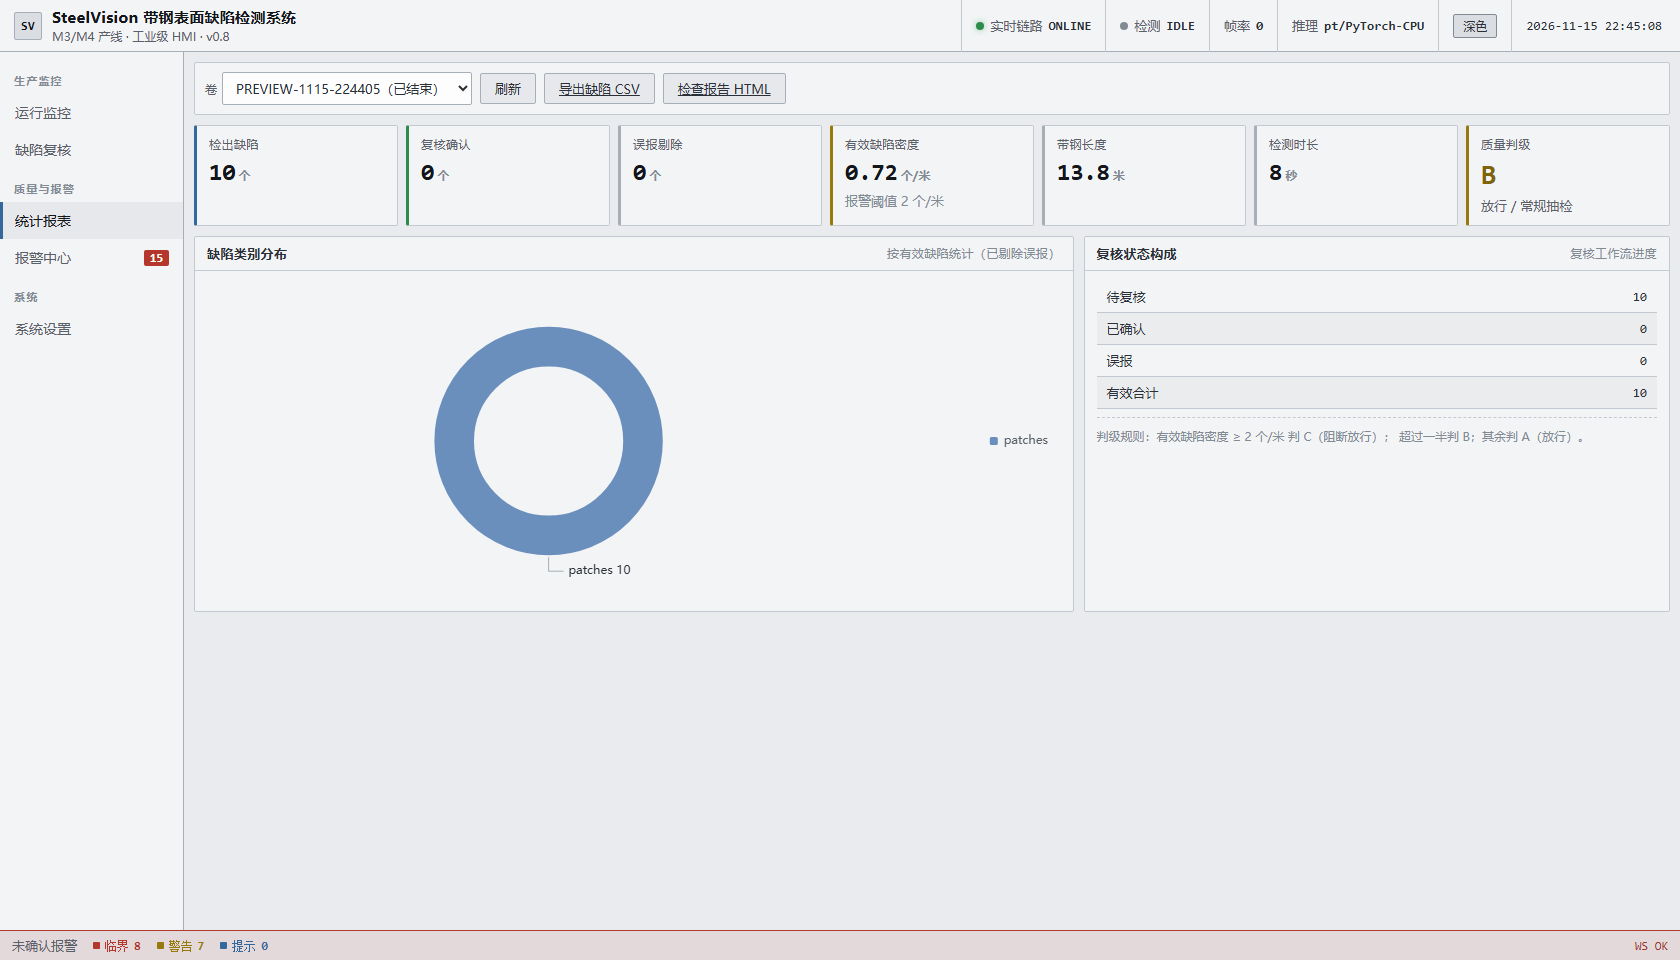 SV
SteelVision 带钢表面缺陷检测系统
M3/M4 产线 · 工业级 HMI · v0.8
实时链路 ONLINE
检测 IDLE
帧率 0
推理 pt/PyTorch-CPU
深色
2026-11-15 22:45:08
生产监控
运行监控
缺陷复核
质量与报警
统计报表
报警中心 15
系统
系统设置
卷 PREVIEW-1115-224405（已结束） 刷新 导出缺陷 CSV 检查报告 HTML
检出缺陷
10 个
复核确认
0 个
误报剔除
0 个
有效缺陷密度
0.72 个/米
报警阈值 2 个/米
带钢长度
13.8 米
检测时长
8 秒
质量判级
B
放行 / 常规抽检
缺陷类别分布 按有效缺陷统计（已剔除误报）
patches
patches 10
复核状态构成 复核工作流进度
待复核 10
已确认 0
误报 0
有效合计 10
判级规则：有效缺陷密度 ≥ 2 个/米 判 C（阻断放行）； 超过一半判 B；其余判 A（放行）。
未确认报警 临界 8 警告 7 提示 0
WS OK